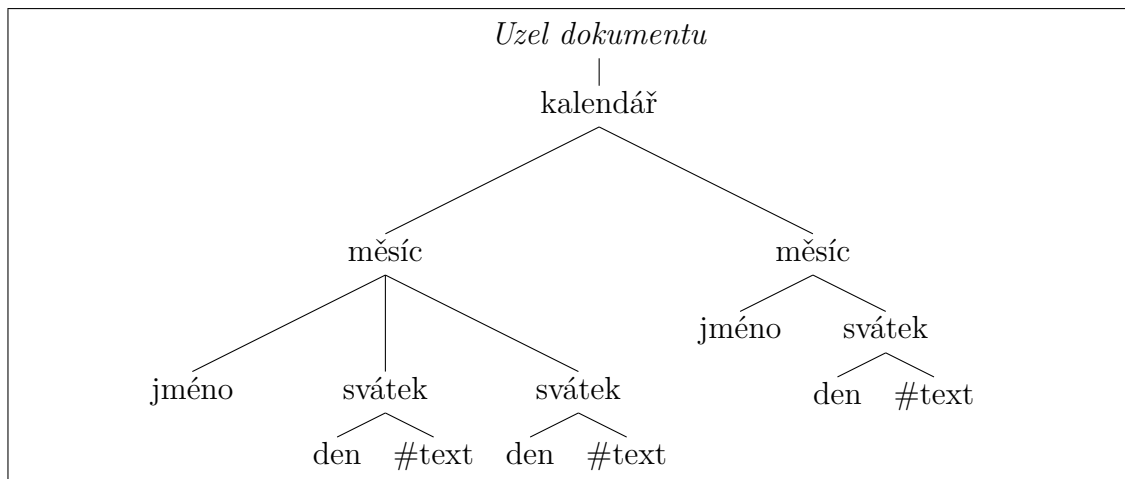 Uzel dokumentu
kalendář
měsíc měsíc
jméno svátek
jméno svátek svátek
den #text
den #text den #text